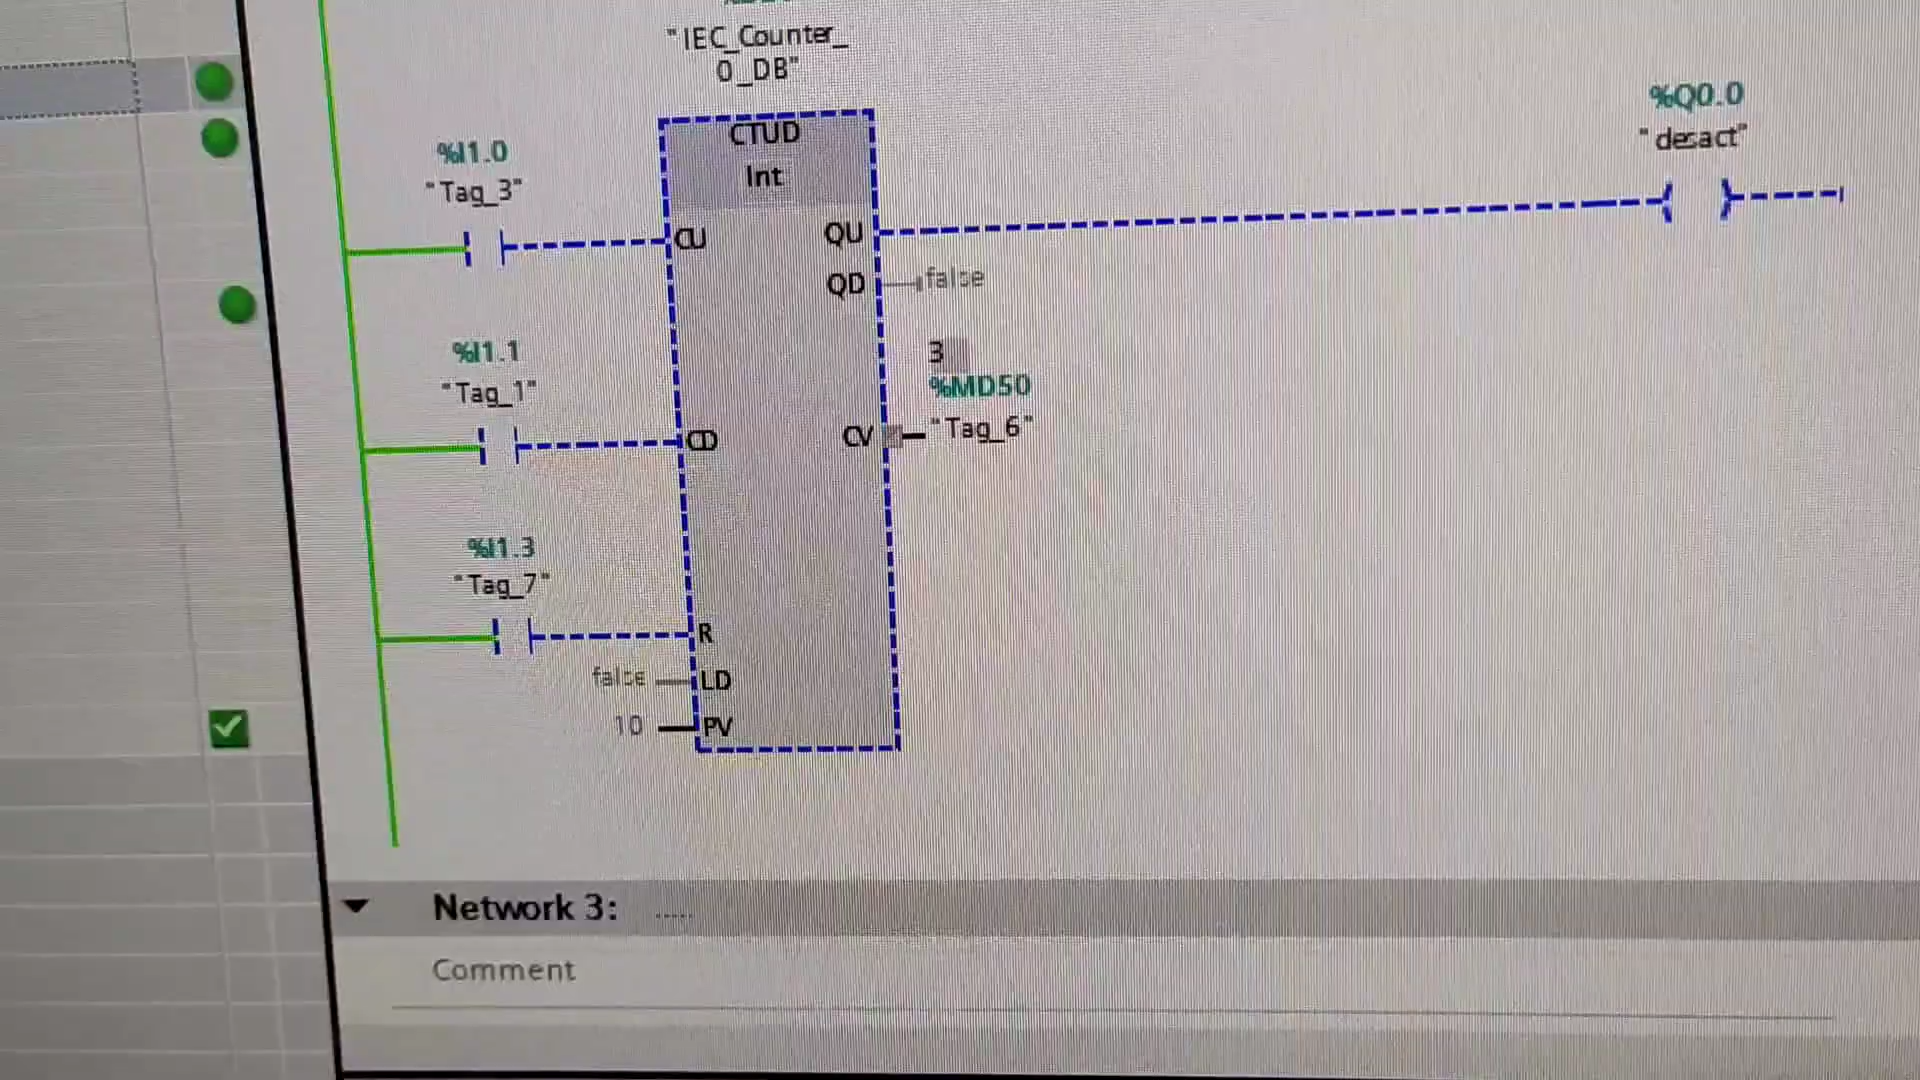 "IEC_Counter_
0_DB"
%Q0.0
"desact"
CTUD
Int
%I1.0
"Tag_3"
CU
QU
QD
false
%I1.1
"Tag_1"
3
%MD50
"Tag_6"
CD
CV
%I1.3
"Tag_7"
R
false
LD
10
PV
Network 3:
.....
Comment